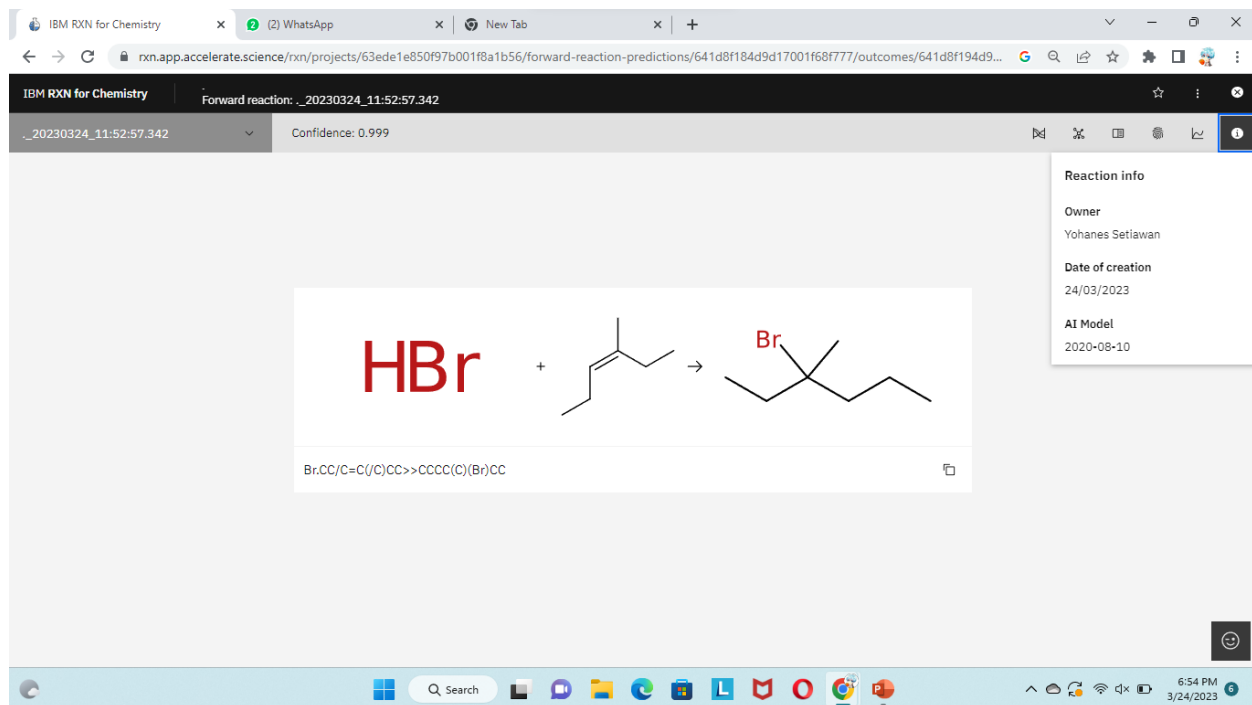 IBM RXN for Chemistry
2 (2) WhatsApp
New Tab
rxn.app.accelerate.science/rxn/projects/63ede1e850f97b001f8a1b56/forward-reaction-predictions/641d8f184d9d17001f68f777/outcomes/641d8f194d9...
IBM RXN for Chemistry
Forward reaction: ._20230324_11:52:57.342
._20230324_11:52:57.342
Confidence: 0.999
Reaction info
Owner
Yohanes Setiawan
Date of creation
24/03/2023
AI Model
2020-08-10
HBr
+
→
Br
Br.CC/C=C(/C)CC>>CCCC(C)(Br)CC
Search
6:54 PM
3/24/2023
6